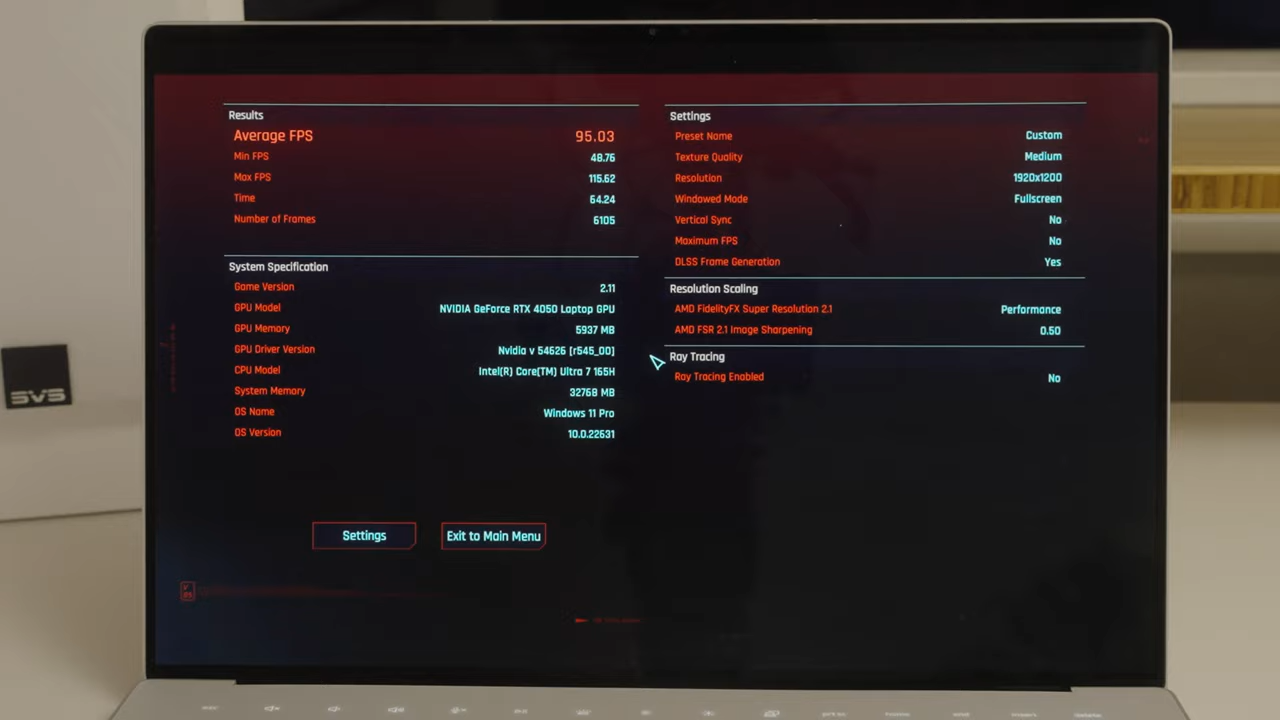 Results
Average FPS 95.03
Min FPS 48.76
Max FPS 115.62
Time 64.24
Number of Frames 6105
System Specification
Game Version 2.11
GPU Model NVIDIA GeForce RTX 4050 Laptop GPU
GPU Memory 5937 MB
GPU Driver Version Nvidia v 54626 [r545_00]
CPU Model Intel(R) Core(TM) Ultra 7 165H
System Memory 32768 MB
OS Name Windows 11 Pro
OS Version 10.0.22631
Settings
Preset Name Custom
Texture Quality Medium
Resolution 1920x1200
Windowed Mode Fullscreen
Vertical Sync No
Maximum FPS No
DLSS Frame Generation Yes
Resolution Scaling
AMD FidelityFX Super Resolution 2.1 Performance
AMD FSR 2.1 Image Sharpening 0.50
Ray Tracing
Ray Tracing Enabled No
Settings
Exit to Main Menu
SVS